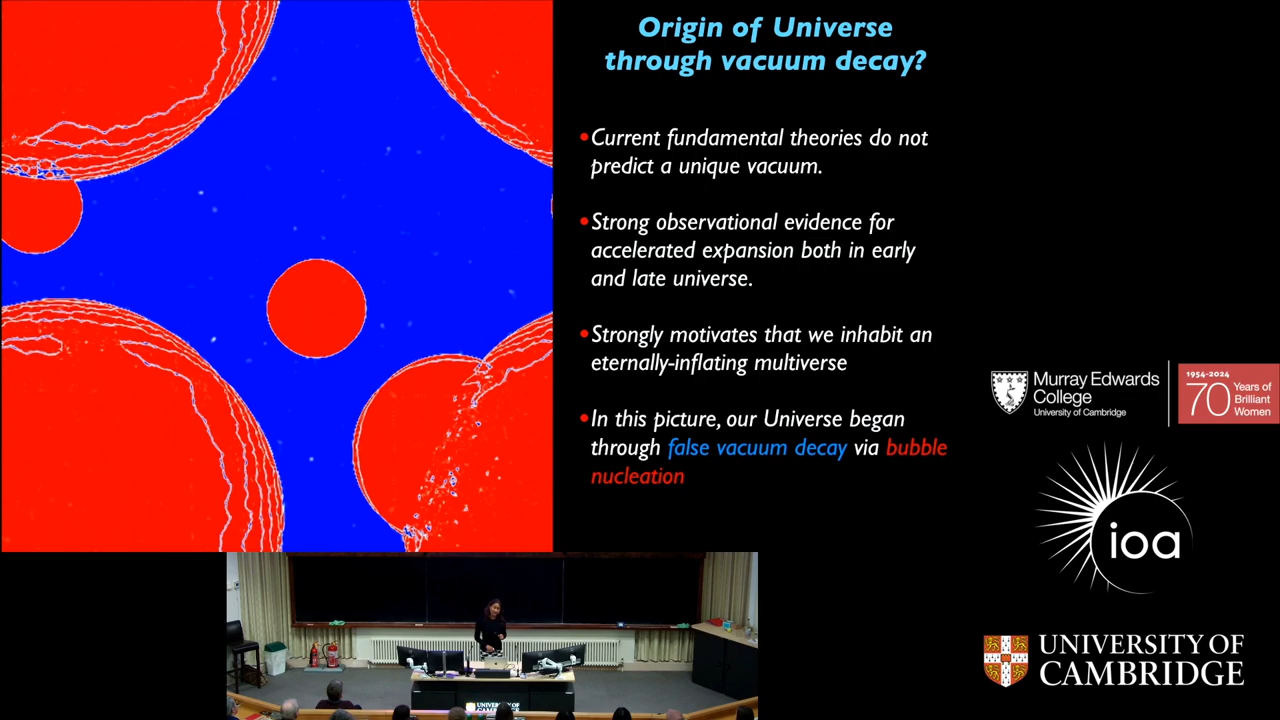 Origin of Universe
through vacuum decay?
•Current fundamental theories do not
predict a unique vacuum.
•Strong observational evidence for
accelerated expansion both in early
and late universe.
•Strongly motivates that we inhabit an
eternally-inflating multiverse
•In this picture, our Universe began
through false vacuum decay via bubble
nucleation
Murray Edwards
College
University of Cambridge
1954-2024
70 Years of
Brilliant
Women
ioa
UNIVERSITY OF
CAMBRIDGE
UNIVERSITY OF
CAMBRIDGE